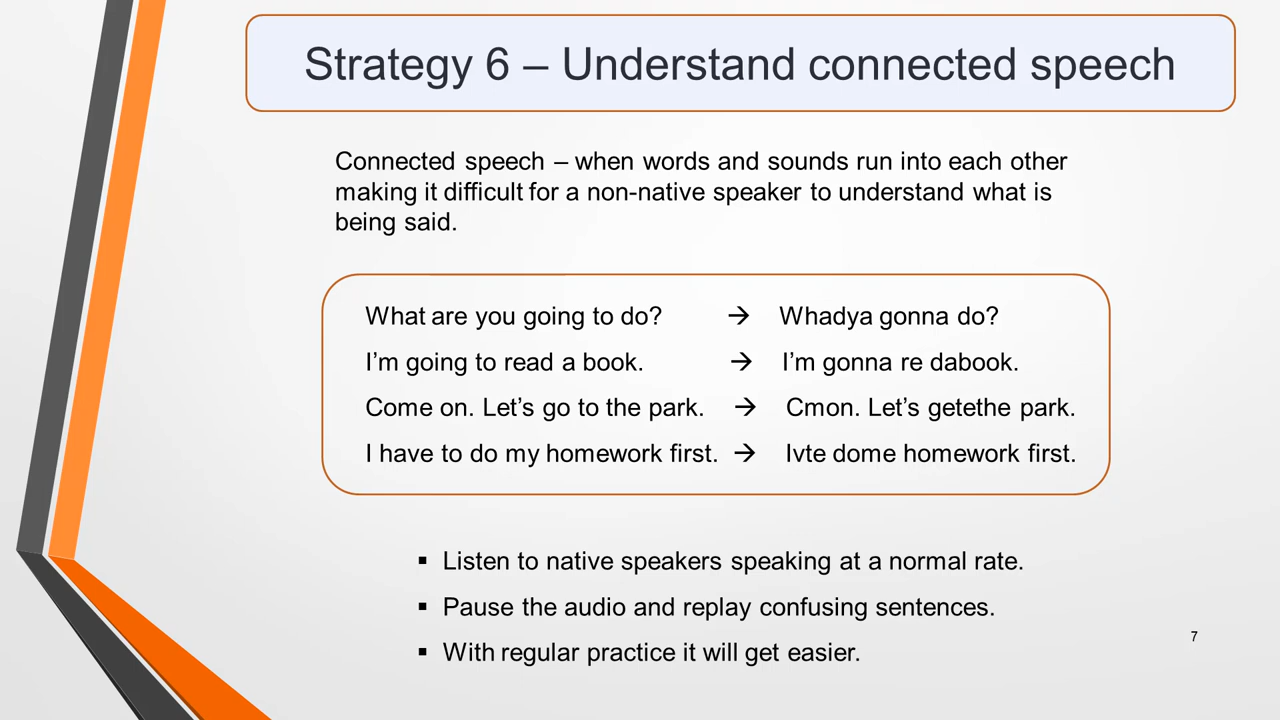 Strategy 6 – Understand connected speech
Connected speech – when words and sounds run into each other
making it difficult for a non-native speaker to understand what is
being said.
What are you going to do? → Whadya gonna do?
I’m going to read a book. → I’m gonna re dabook.
Come on. Let’s go to the park. → Cmon. Let’s getethe park.
I have to do my homework first. → Ivte dome homework first.
▪ Listen to native speakers speaking at a normal rate.
▪ Pause the audio and replay confusing sentences.
▪ With regular practice it will get easier.
7